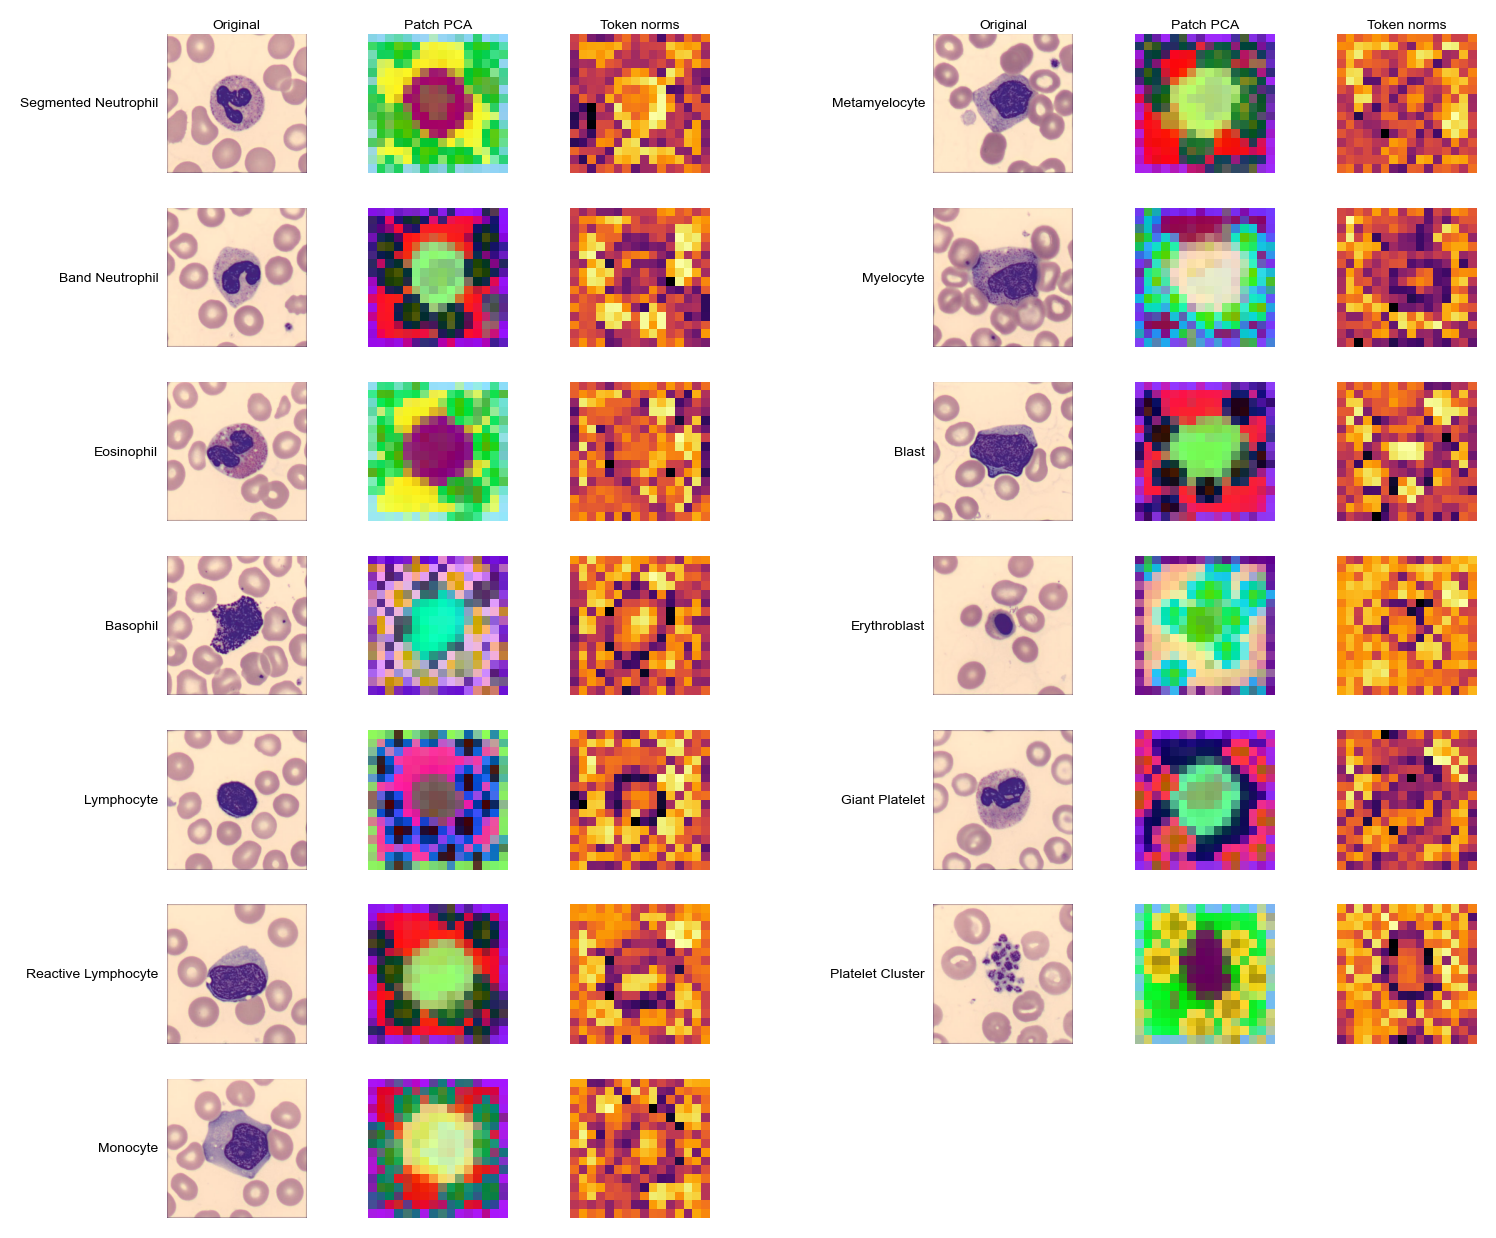 Original Patch PCA Token norms Original Patch PCA Token norms
Segmented Neutrophil Metamyelocyte
Band Neutrophil Myelocyte
Eosinophil Blast
Basophil Erythroblast
Lymphocyte Giant Platelet
Reactive Lymphocyte Platelet Cluster
Monocyte